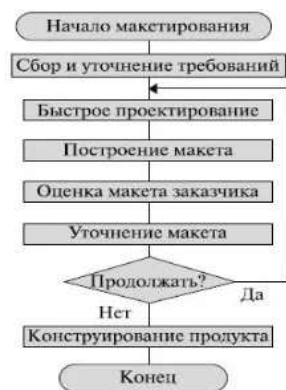 Начало макетирования
Сбор и уточнение требований
Быстрое проектирование
Построение макета
Оценка макета заказчика
Уточнение макета
Продолжать?
Да
Нет
Конструирование продукта
Конец